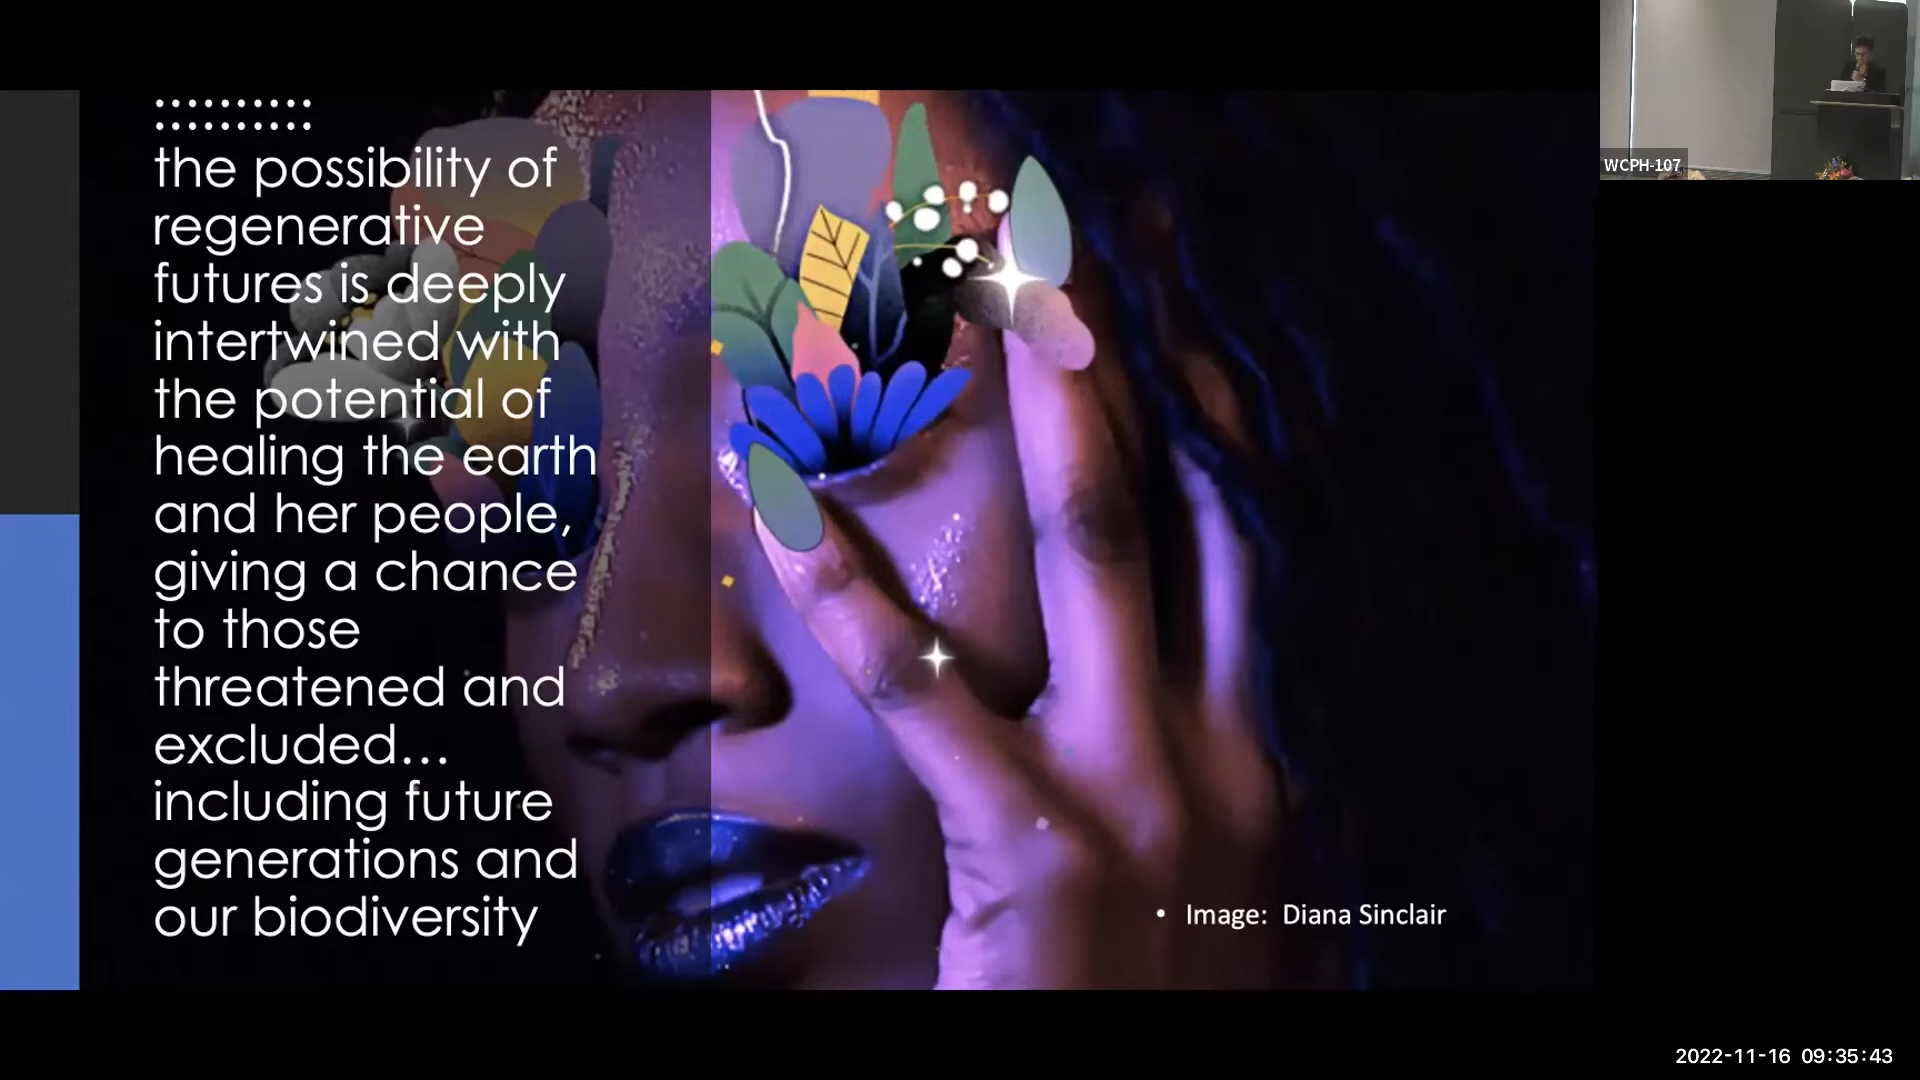 the possibility of
regenerative
futures is deeply
intertwined with
the potential of
healing the earth
and her people,
giving a chance
to those
threatened and
excluded...
including future
generations and
our biodiversity
• Image: Diana Sinclair
WCPH-107
2022-11-16 09:35:43